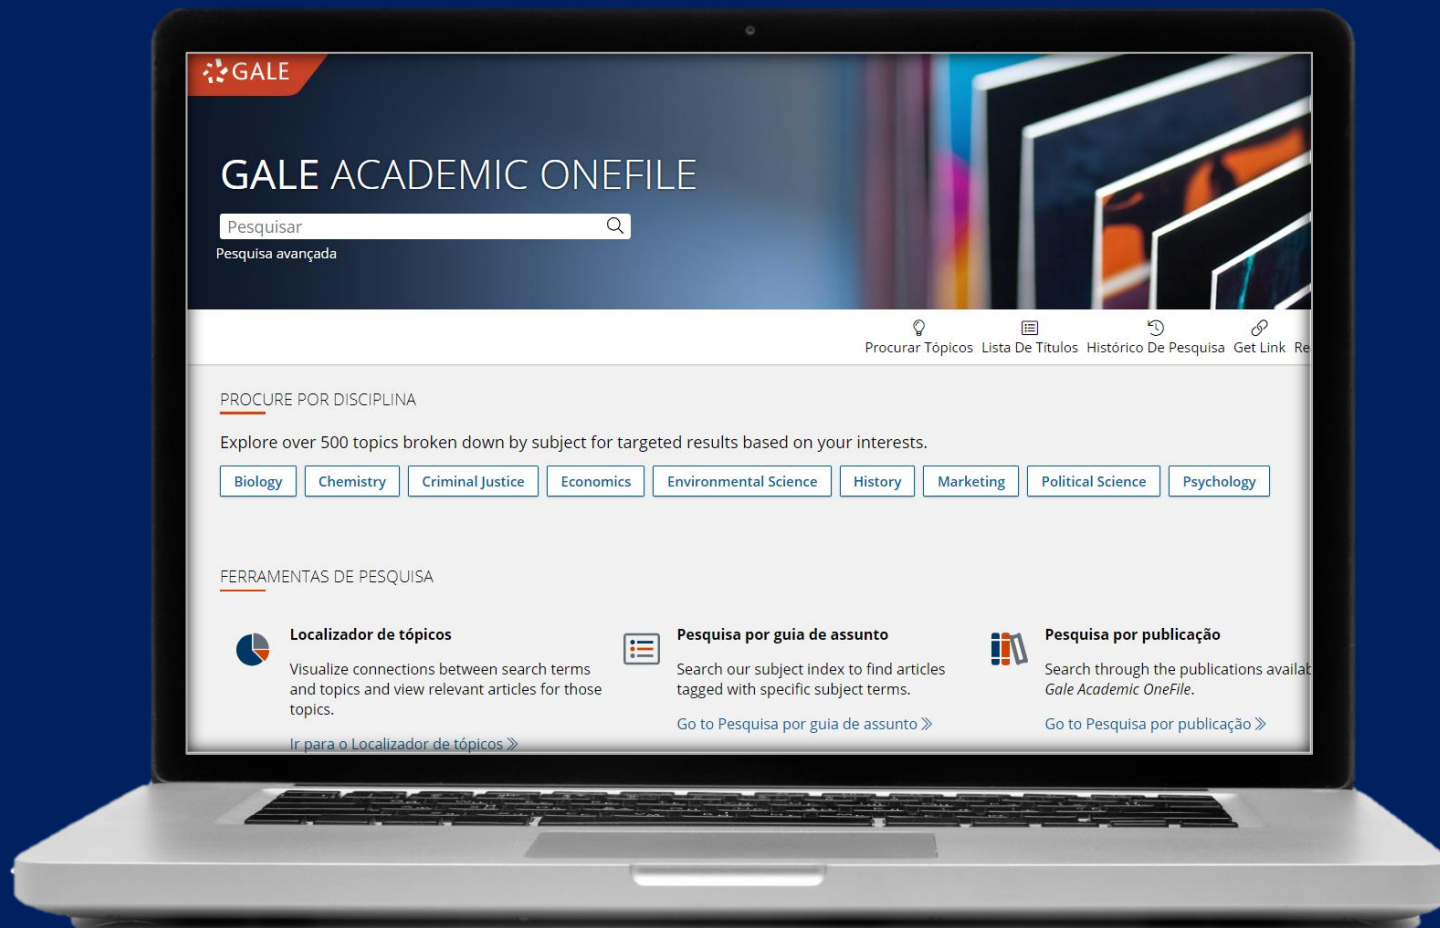 GALE
GALE ACADEMIC ONEFILE
Pesquisar
Pesquisa avançada
Procurar Tópicos Lista De Títulos Histórico De Pesquisa Get Link Re
PROCURE POR DISCIPLINA
Explore over 500 topics broken down by subject for targeted results based on your interests.
Biology Chemistry Criminal Justice Economics Environmental Science History Marketing Political Science Psychology
FERRAMENTAS DE PESQUISA
Localizador de tópicos
Visualize connections between search terms
and topics and view relevant articles for those
topics.
Ir para o Localizador de tópicos »
Pesquisa por guia de assunto
Search our subject index to find articles
tagged with specific subject terms.
Go to Pesquisa por guia de assunto »
Pesquisa por publicação
Search through the publications availab
Gale Academic OneFile.
Go to Pesquisa por publicação »